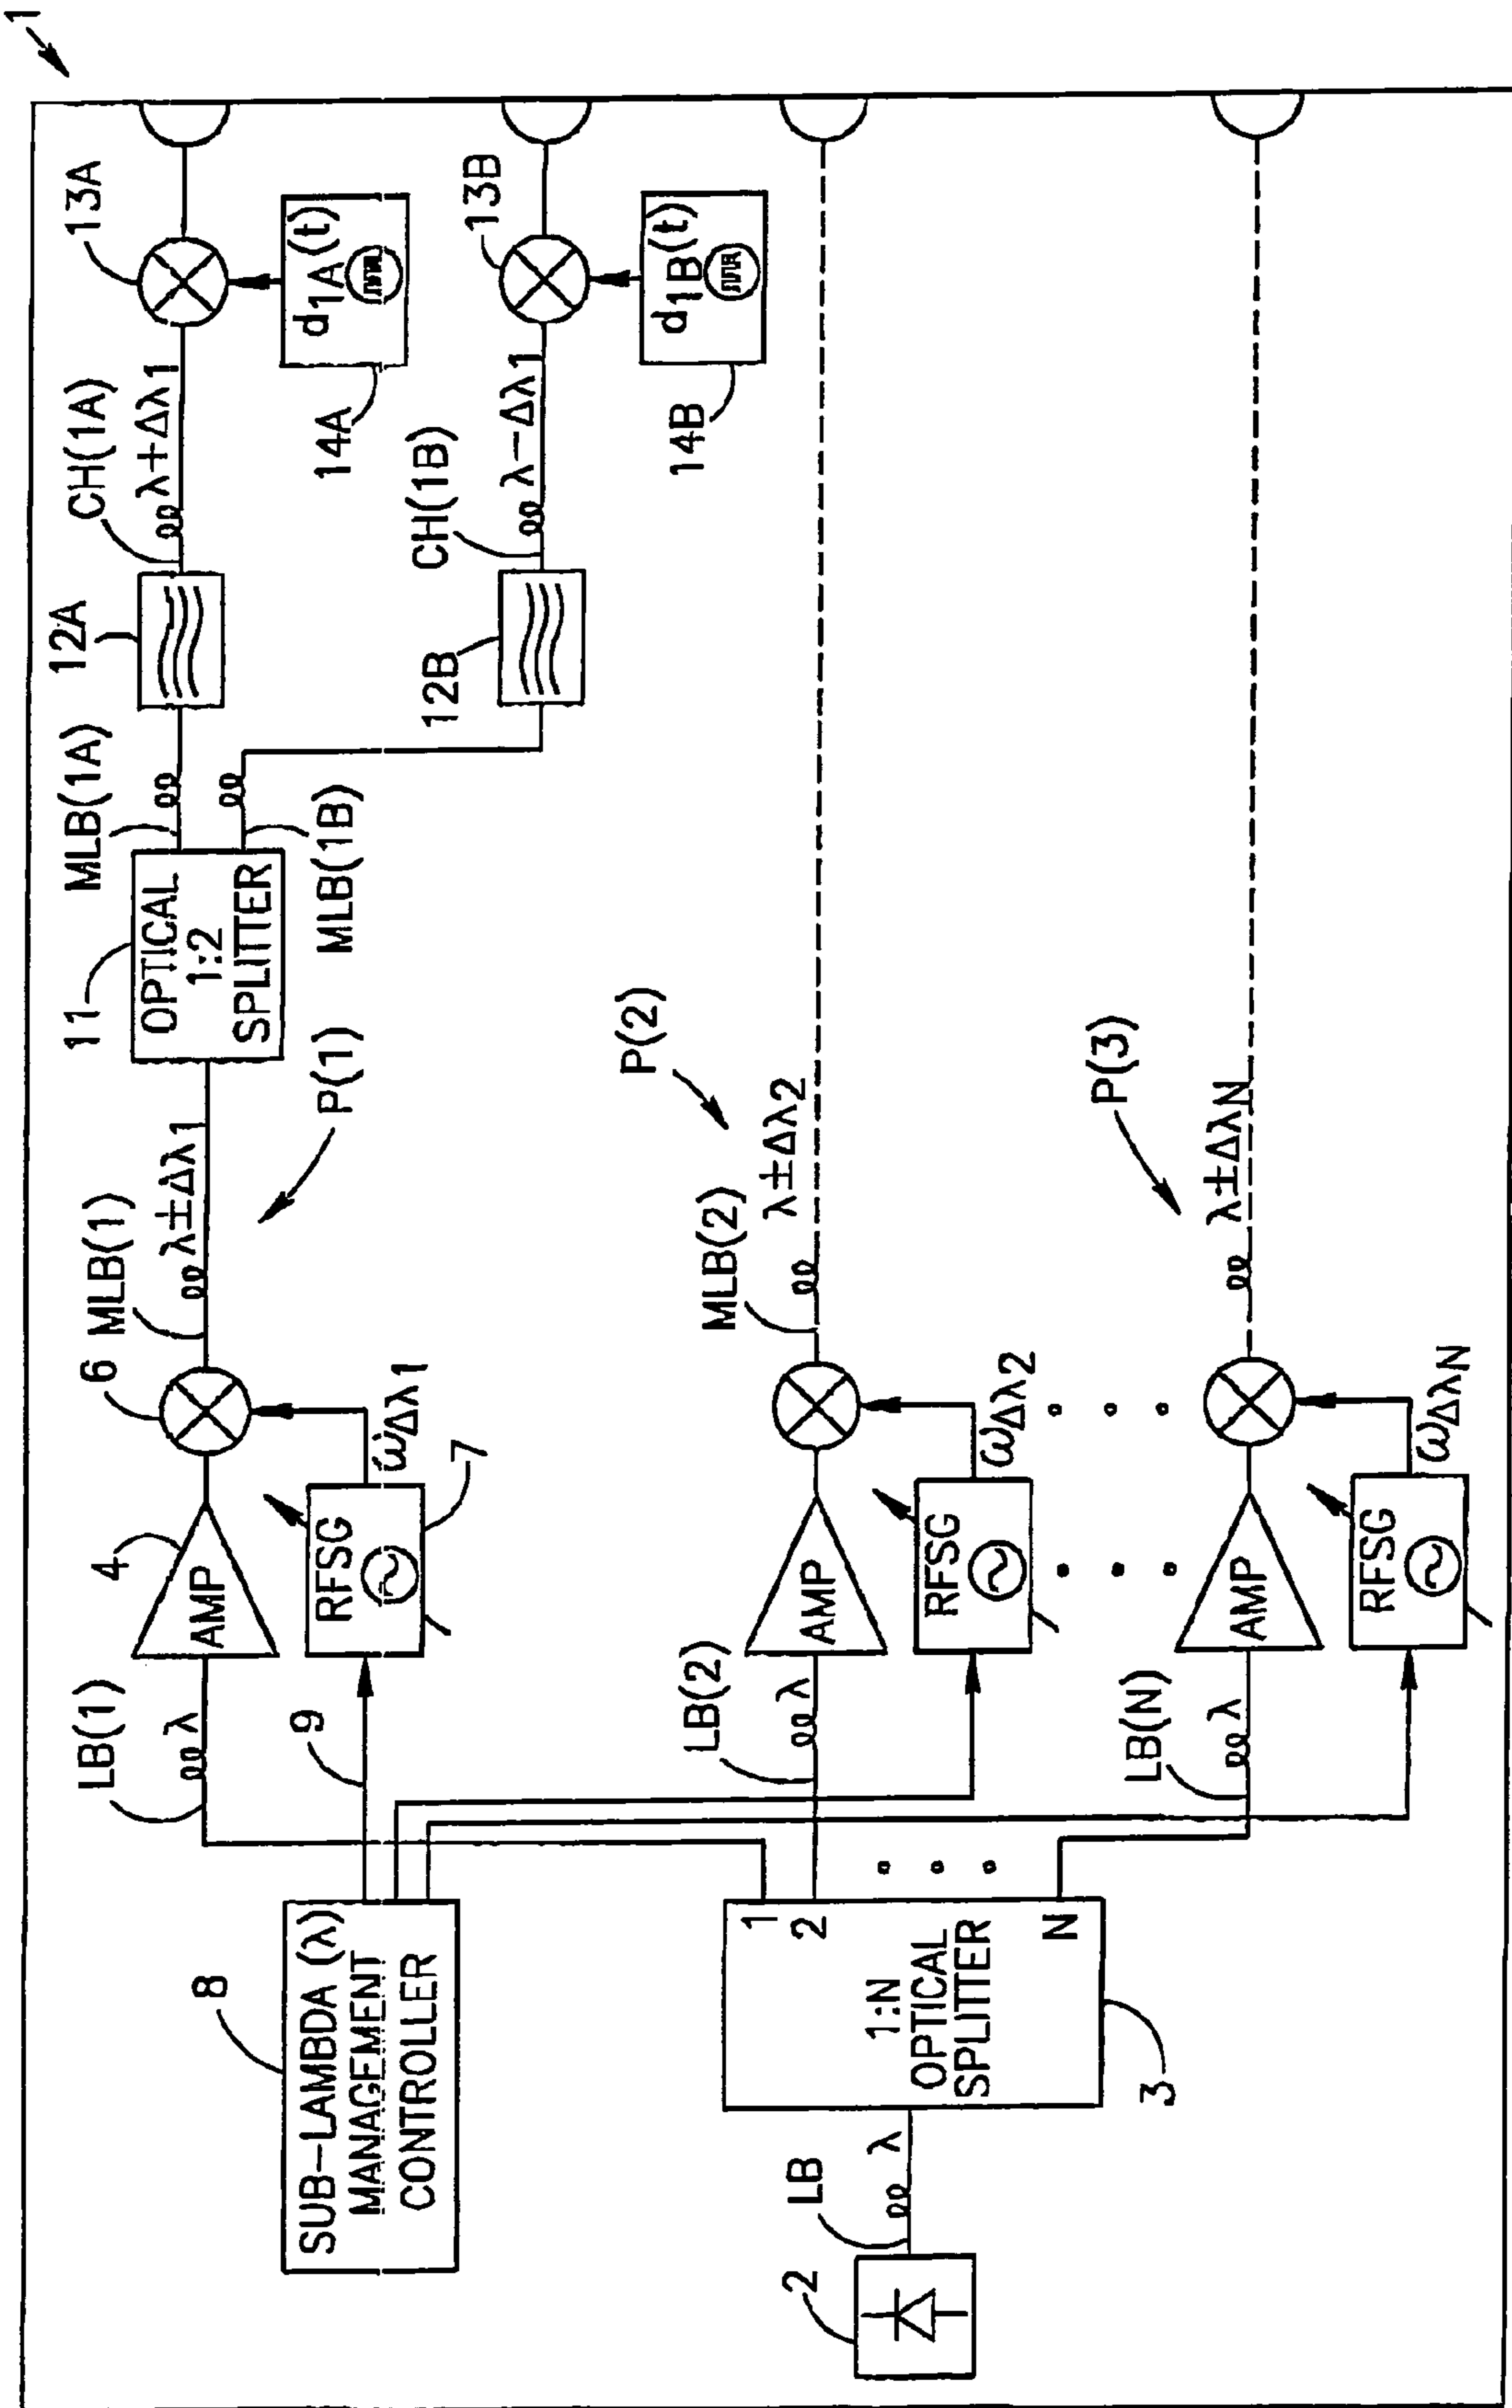 1
SUB-LAMBDA (λ)
MANAGEMENT
CONTROLLER
8
9
LB(1)
λ
AMP
4
RFSG
7
ωΔλ1
6
MLB(1)
λ±Δλ1
P(1)
11
OPTICAL
1:2
SPLITTER
MLB(1A)
MLB(1B)
12A
12B
CH(1A)
λ+Δλ1
CH(1B)
λ−Δλ1
13A
d1A(t)
14A
13B
d1B(t)
14B
2
LB
λ
1:N
OPTICAL
SPLITTER
1
2
N
3
LB(2)
λ
AMP
RFSG
ωΔλ2
MLB(2)
λ±Δλ2
P(2)
LB(N)
λ
AMP
RFSG
ωΔλN
λ±ΔλN
P(3)